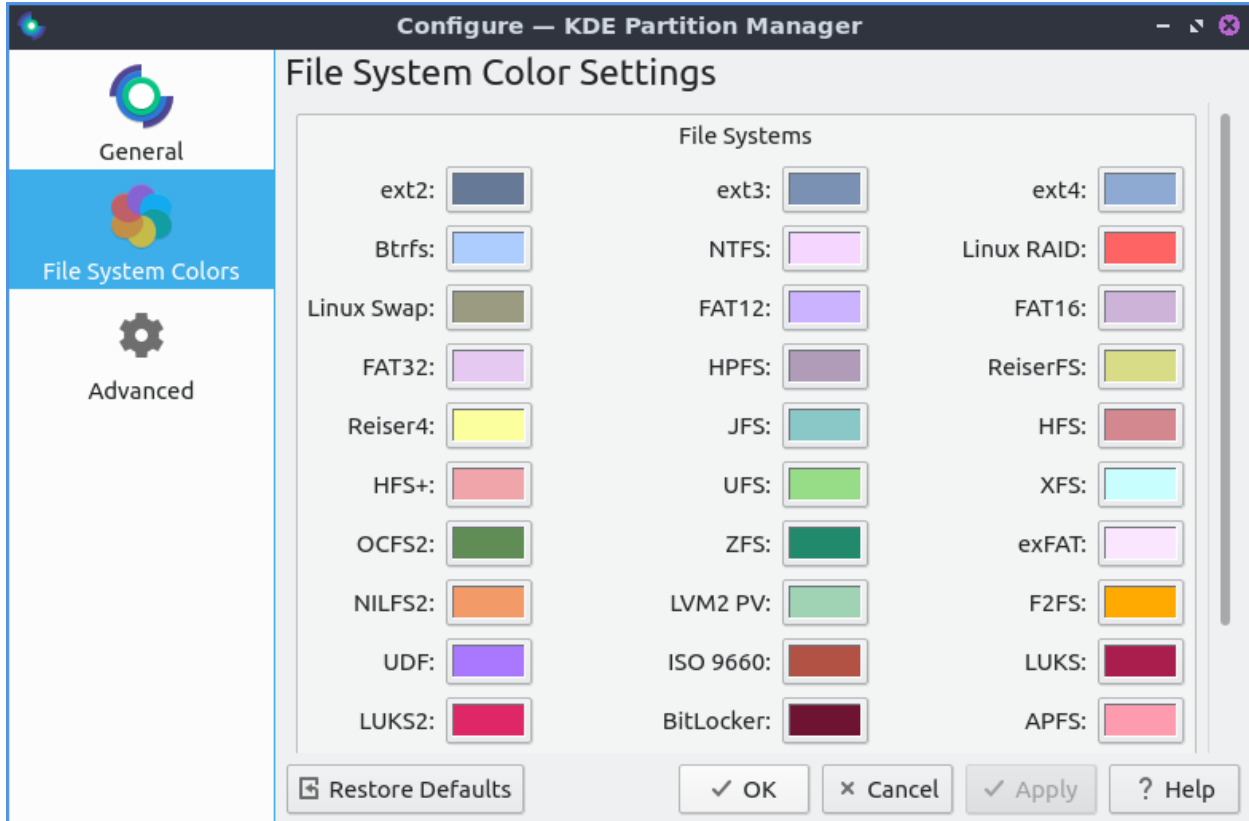 Configure — KDE Partition Manager
General
File System Colors
Advanced
File System Color Settings
File Systems
ext2: ext3: ext4:
Btrfs: NTFS: Linux RAID:
Linux Swap: FAT12: FAT16:
FAT32: HPFS: ReiserFS:
Reiser4: JFS: HFS:
HFS+: UFS: XFS:
OCFS2: ZFS: exFAT:
NILFS2: LVM2 PV: F2FS:
UDF: ISO 9660: LUKS:
LUKS2: BitLocker: APFS:
Restore Defaults OK Cancel Apply ? Help